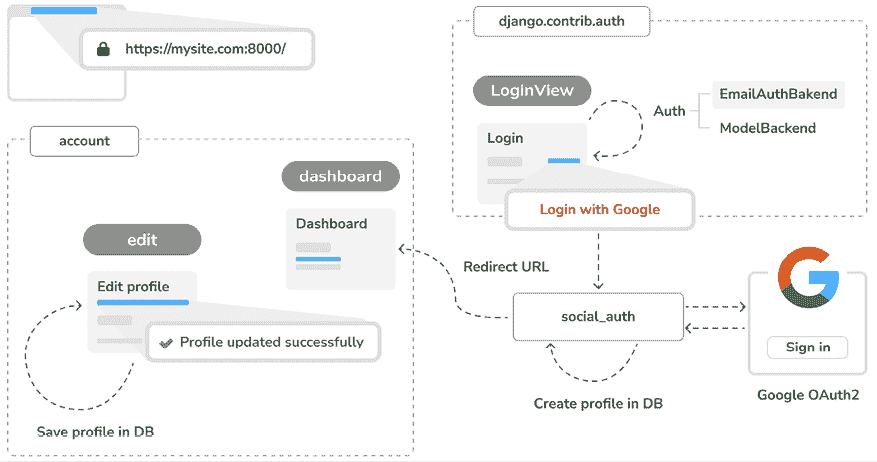 https://mysite.com:8000/
django.contrib.auth
LoginView
Auth
EmailAuthBakend
ModelBackend
Login
Login with Google
account
dashboard
Dashboard
edit
Edit profile
Profile updated successfully
Save profile in DB
Redirect URL
social_auth
Create profile in DB
Sign in
Google OAuth2